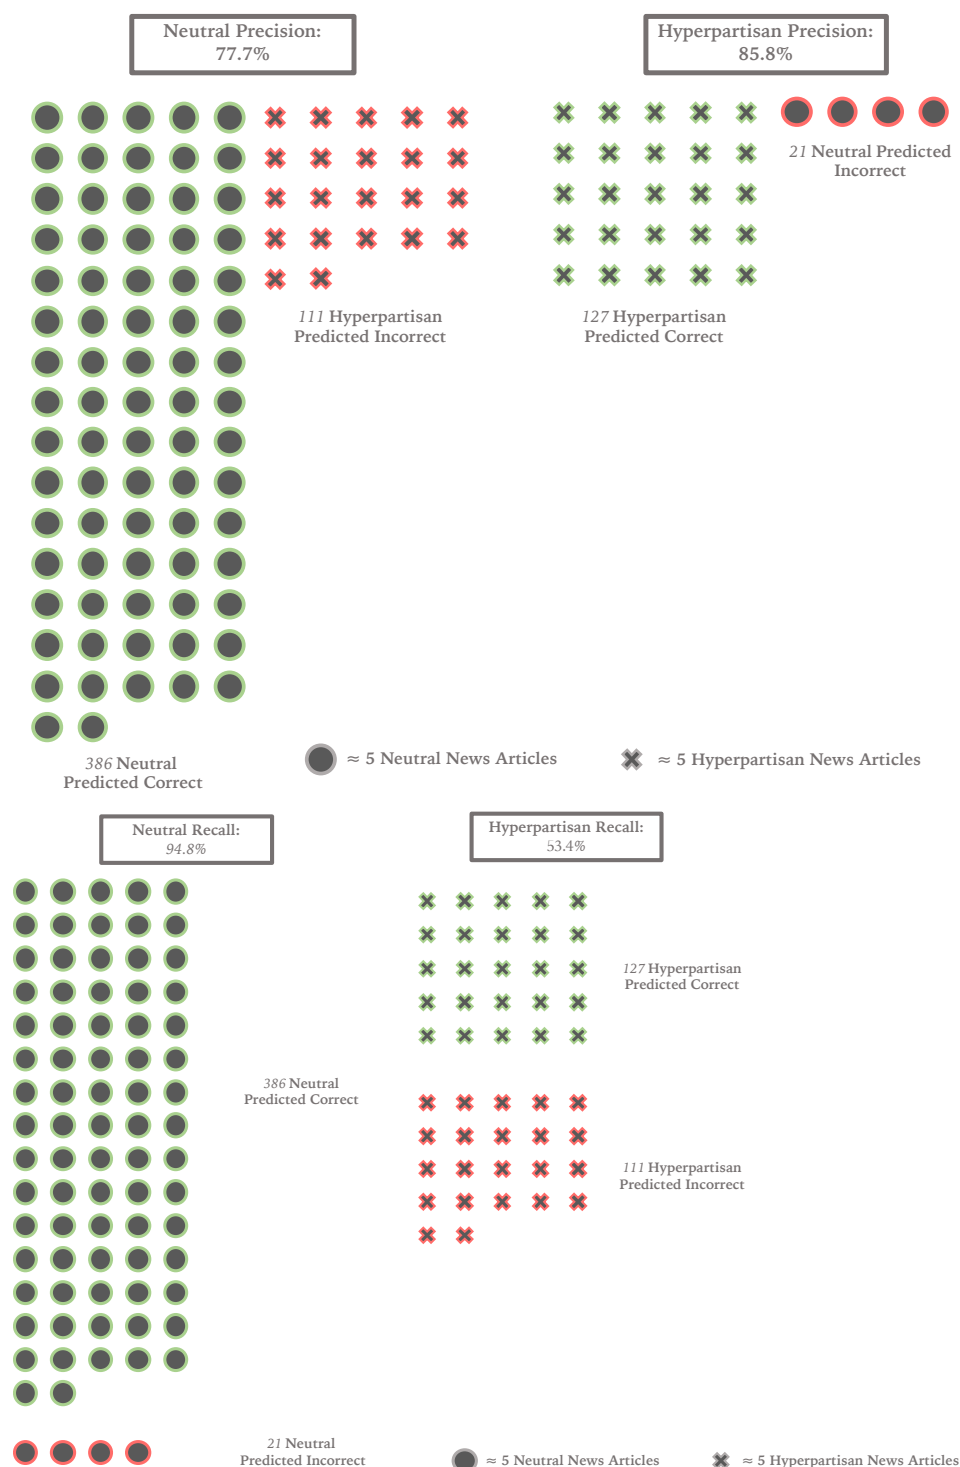 Neutral Precision:
77.7%
Hyperpartisan Precision:
85.8%
21 Neutral Predicted
Incorrect
111 Hyperpartisan
Predicted Incorrect
127 Hyperpartisan
Predicted Correct
386 Neutral
Predicted Correct
≈ 5 Neutral News Articles
≈ 5 Hyperpartisan News Articles
Neutral Recall:
94.8%
Hyperpartisan Recall:
53.4%
127 Hyperpartisan
Predicted Correct
386 Neutral
Predicted Correct
111 Hyperpartisan
Predicted Incorrect
21 Neutral
Predicted Incorrect
≈ 5 Neutral News Articles
≈ 5 Hyperpartisan News Articles